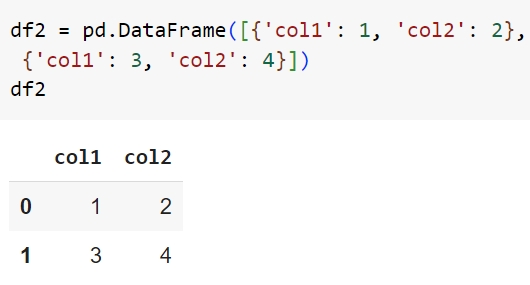 df2 = pd.DataFrame([{'col1': 1, 'col2': 2},
 {'col1': 3, 'col2': 4}])
df2
col1 col2
0 1 2
1 3 4